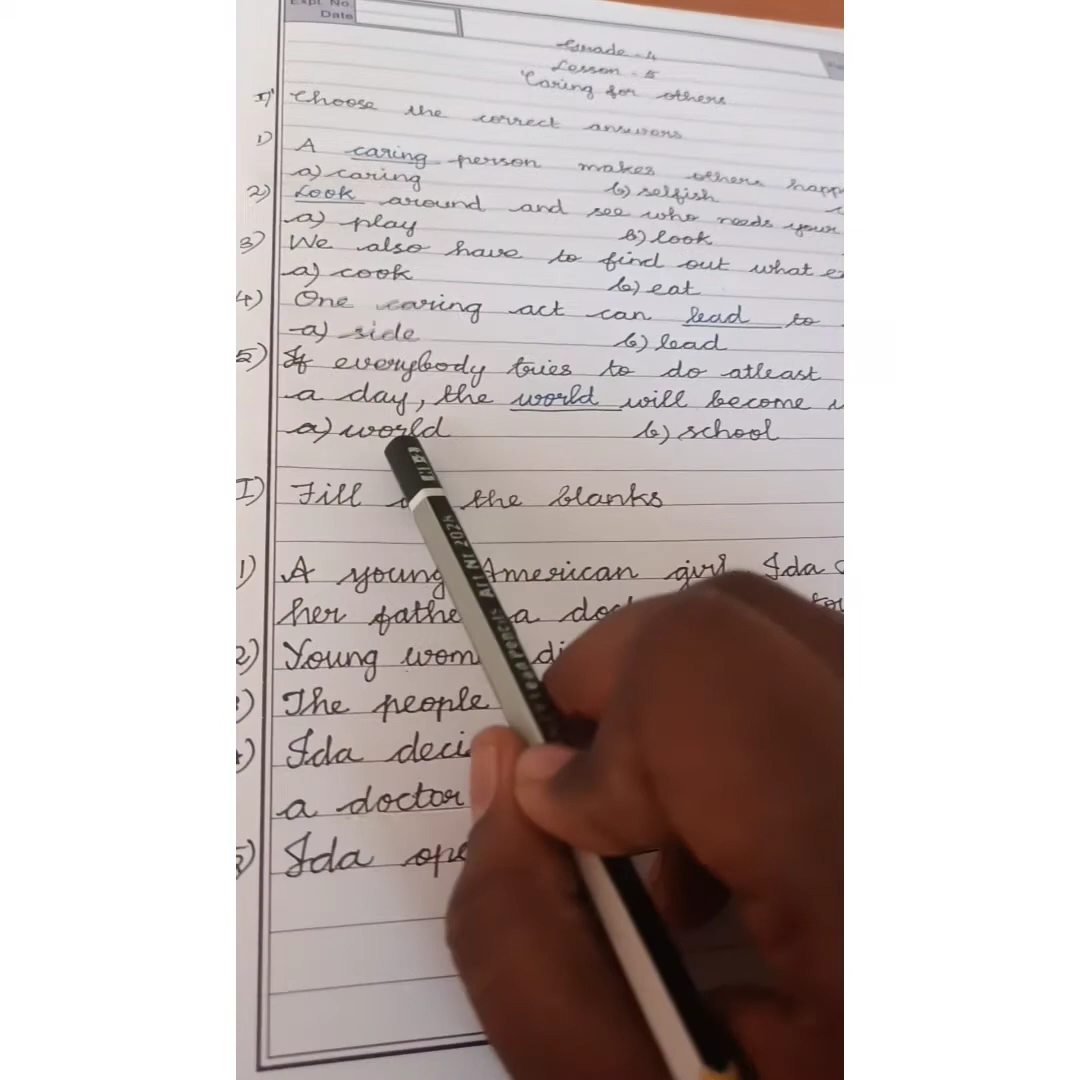 Expt. No.
Date
Grade - 4
Lesson - 5
Caring for others
I) Choose the correct answers
1) A caring person makes others happ
a) caring b) selfish
2) Look around and see who needs your
a) play b) look
3) We also have to find out what
a) cook b) eat
4) One caring act can lead to
a) side b) lead
5) If everybody tries to do atleast
a day, the world will become
a) world b) school
I) Fill the blanks
1) A young American girl Ida
her fathe a
2) Young wom
) The people
) Ida deci
a doctor
5) Ida ope